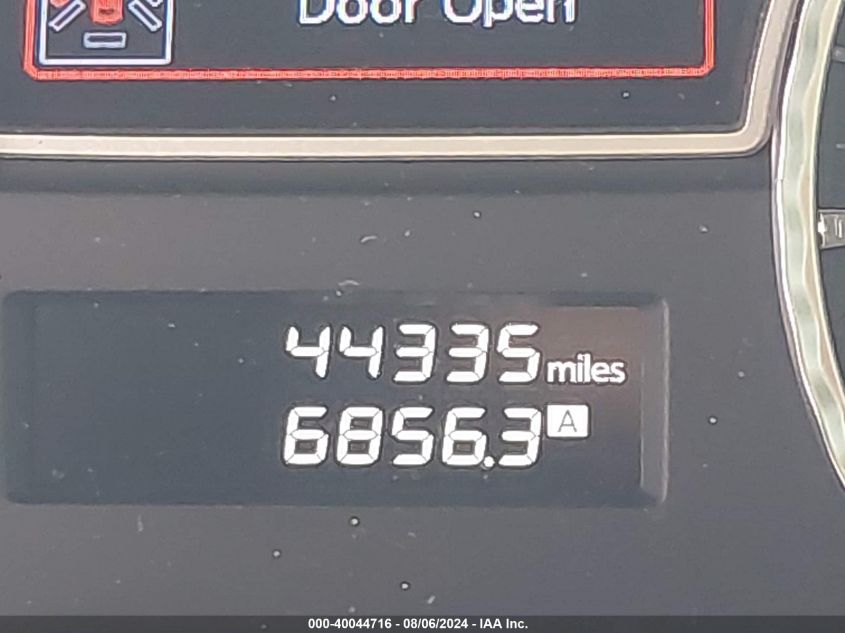 Door Open
44335 miles
6856.3 A
000-40044716 - 08/06/2024 - IAA Inc.